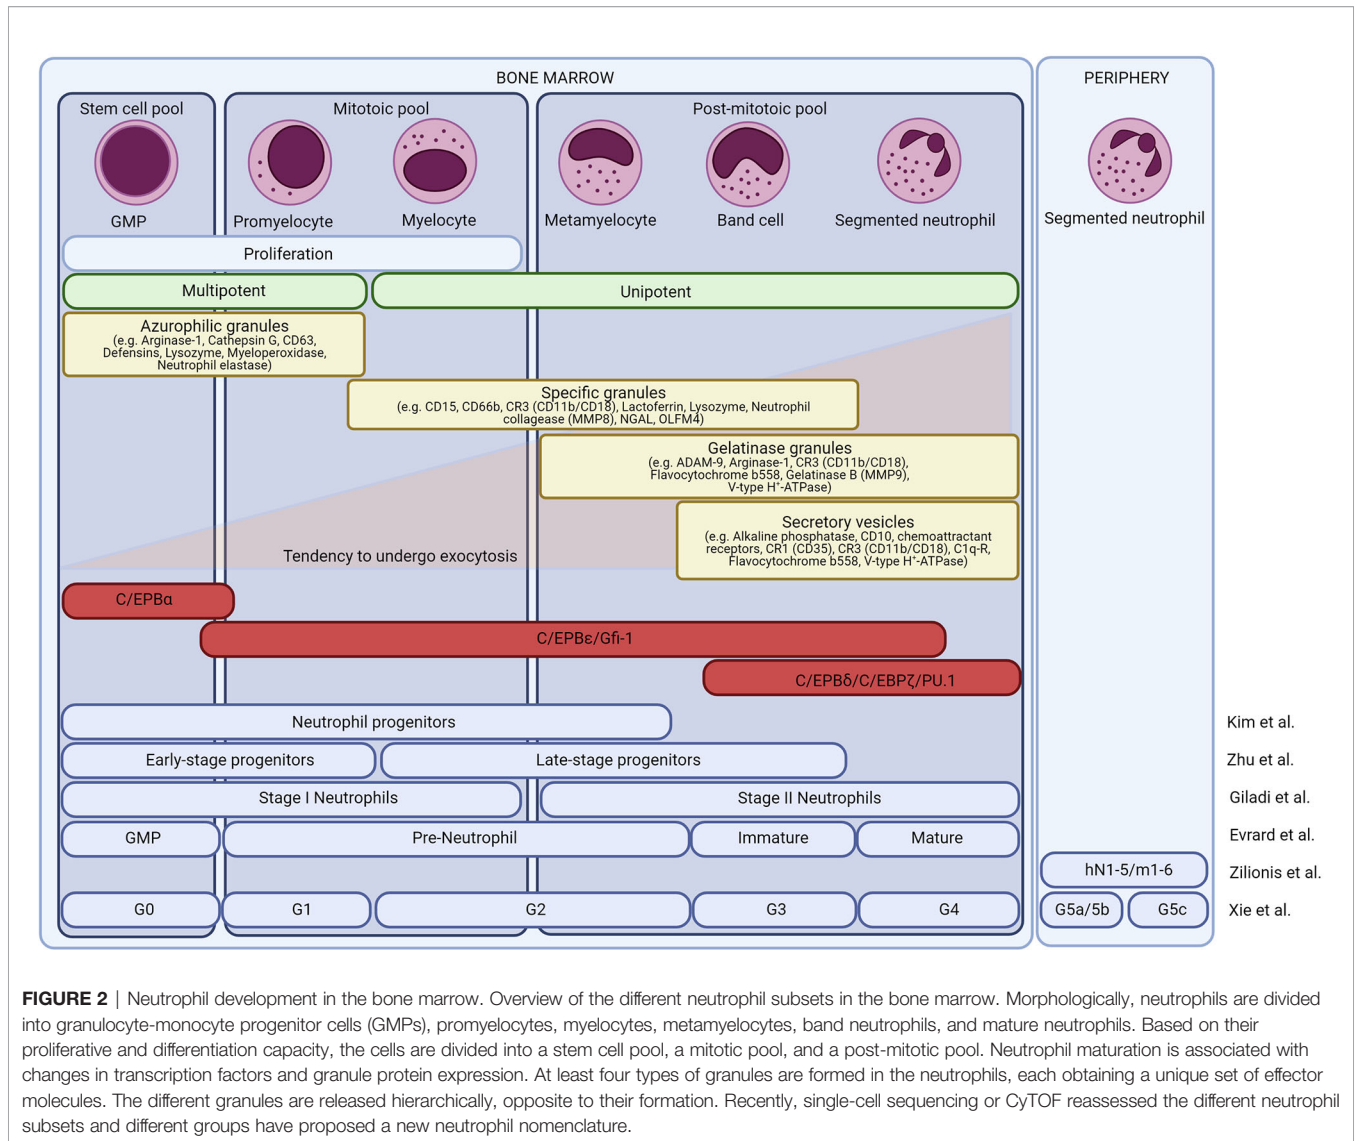 BONE MARROW
PERIPHERY
Stem cell pool
Mitotoic pool
Post-mitotoic pool
GMP
Promyelocyte
Myelocyte
Metamyelocyte
Band cell
Segmented neutrophil
Segmented neutrophil
Proliferation
Multipotent
Unipotent
Azurophilic granules
(e.g. Arginase-1, Cathepsin G, CD63,
Defensins, Lysozyme, Myeloperoxidase,
Neutrophil elastase)
Specific granules
(e.g. CD15, CD66b, CR3 (CD11b/CD18), Lactoferrin, Lysozyme, Neutrophil
collagease (MMP8), NGAL, OLFM4)
Gelatinase granules
(e.g. ADAM-9, Arginase-1, CR3 (CD11b/CD18),
Flavocytochrome b558, Gelatinase B (MMP9),
V-type H⁺-ATPase)
Secretory vesicles
(e.g. Alkaline phosphatase, CD10, chemoattractant
receptors, CR1 (CD35), CR3 (CD11b/CD18), C1q-R,
Flavocytochrome b558, V-type H⁺-ATPase)
Tendency to undergo exocytosis
C/EPBα
C/EPBε/Gfi-1
C/EPBδ/C/EBPζ/PU.1
Neutrophil progenitors
Kim et al.
Early-stage progenitors
Late-stage progenitors
Zhu et al.
Stage I Neutrophils
Stage II Neutrophils
Giladi et al.
GMP
Pre-Neutrophil
Immature
Mature
Evrard et al.
hN1-5/m1-6
Zilionis et al.
G0
G1
G2
G3
G4
G5a/5b
G5c
Xie et al.
FIGURE 2 | Neutrophil development in the bone marrow. Overview of the different neutrophil subsets in the bone marrow. Morphologically, neutrophils are divided
into granulocyte-monocyte progenitor cells (GMPs), promyelocytes, myelocytes, metamyelocytes, band neutrophils, and mature neutrophils. Based on their
proliferative and differentiation capacity, the cells are divided into a stem cell pool, a mitotic pool, and a post-mitotic pool. Neutrophil maturation is associated with
changes in transcription factors and granule protein expression. At least four types of granules are formed in the neutrophils, each obtaining a unique set of effector
molecules. The different granules are released hierarchically, opposite to their formation. Recently, single-cell sequencing or CyTOF reassessed the different neutrophil
subsets and different groups have proposed a new neutrophil nomenclature.